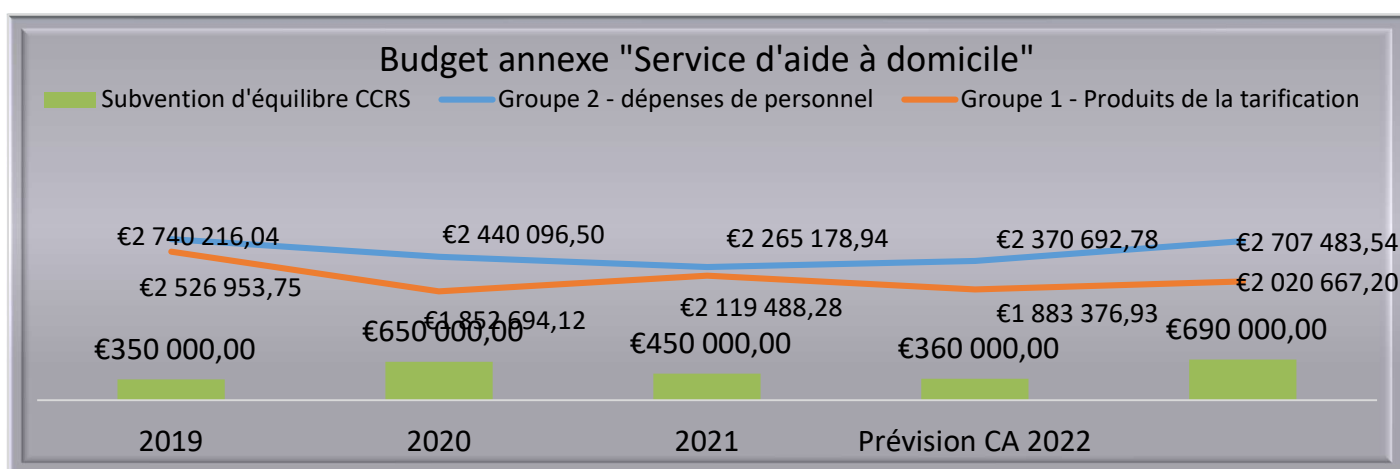 Budget annexe "Service d'aide à domicile"
Subvention d'équilibre CCRS Groupe 2 - dépenses de personnel Groupe 1 - Produits de la tarification
€2 740 216,04 €2 440 096,50 €2 265 178,94 €2 370 692,78 €2 707 483,54
€2 526 953,75 €1 852 694,12 €2 119 488,28 €1 883 376,93 €2 020 667,20
€350 000,00 €650 000,00 €450 000,00 €360 000,00 €690 000,00
2019 2020 2021 Prévision CA 2022